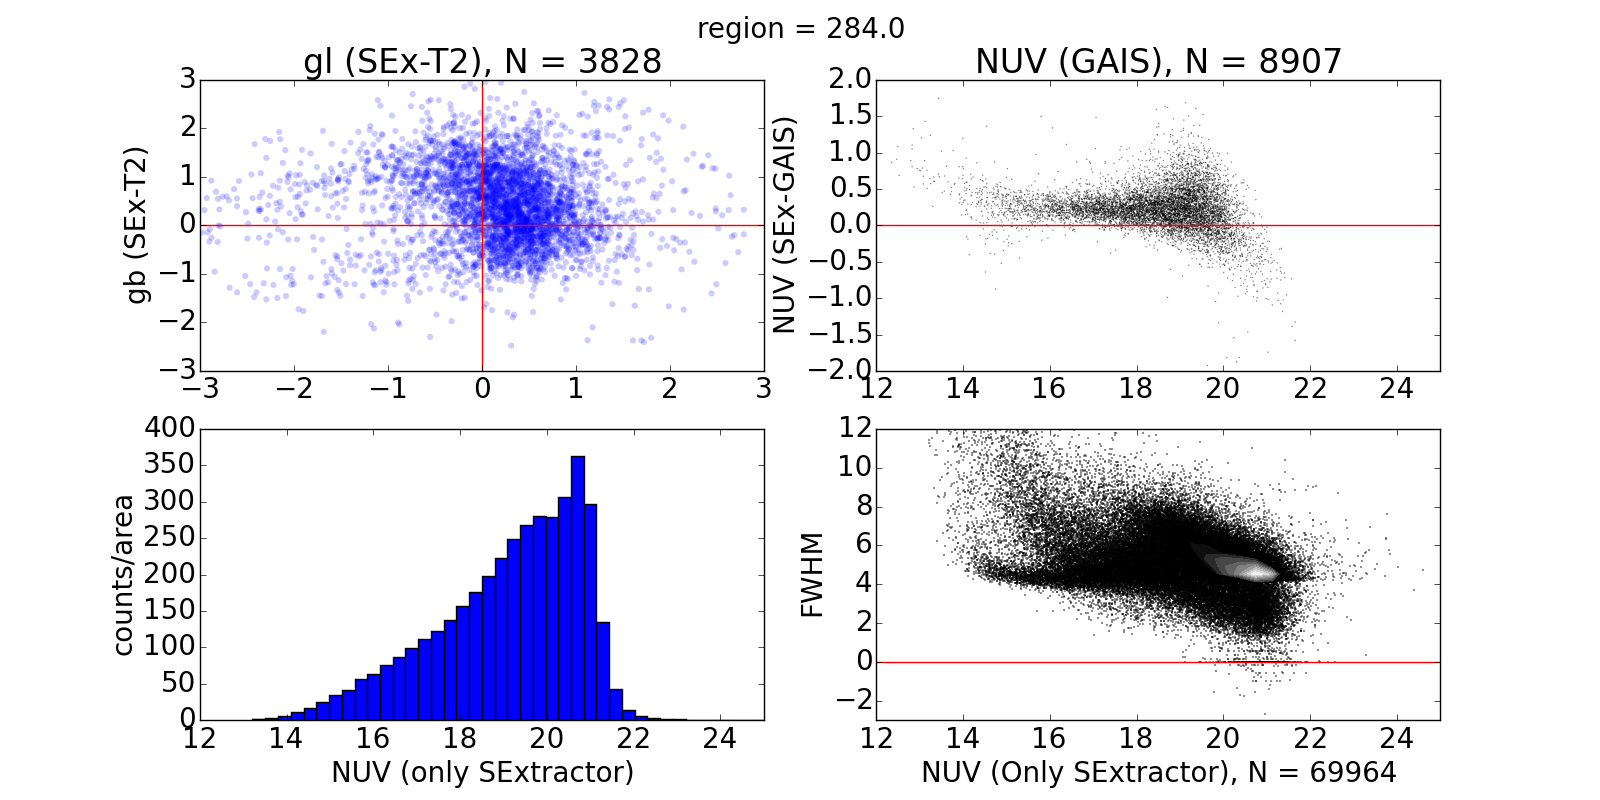 region = 284.0
gl (SEx-T2), N = 3828
NUV (GAIS), N = 8907
gb (SEx-T2)
3
2
1
0
−1
−2
−3
−3 −2 −1 0 1 2 3
NUV (SEx-GAIS)
2.0
1.5
1.0
0.5
0.0
−0.5
−1.0
−1.5
−2.0
12 14 16 18 20 22 24
counts/area
400
350
300
250
200
150
100
50
0
12 14 16 18 20 22 24
NUV (only SExtractor)
FWHM
12
10
8
6
4
2
0
−2
12 14 16 18 20 22 24
NUV (Only SExtractor), N = 69964